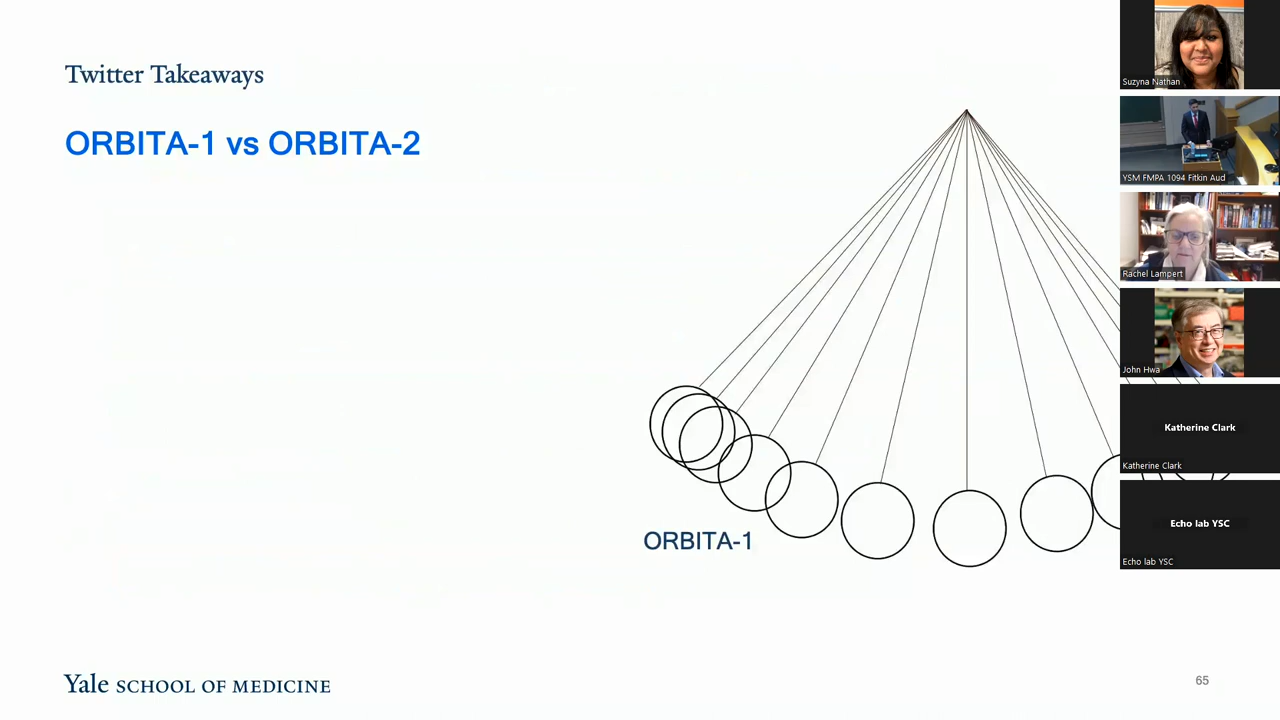 Twitter Takeaways
ORBITA-1 vs ORBITA-2
ORBITA-1
Yale SCHOOL OF MEDICINE
65
Suzyna Nathan
YSM FMPA 1094 Fitkin Aud
Rachel Lampert
John Hwa
Katherine Clark
Katherine Clark
Echo lab YSC
Echo lab YSC